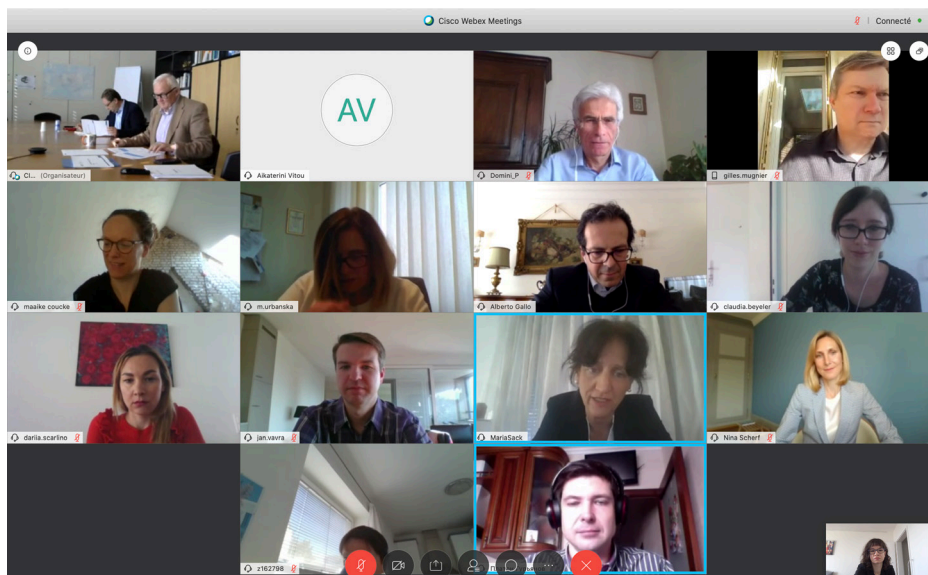 Cisco Webex Meetings
Connecté
CI... (Organisateur)
AV
Aikaterini Vitou
Domini_P
gilles.mugnier
maaike coucke
m.urbanska
Alberto Gallo
claudia.beyeler
dariia.scarlino
jan.vavra
MariaSack
Nina Scherf
z162798